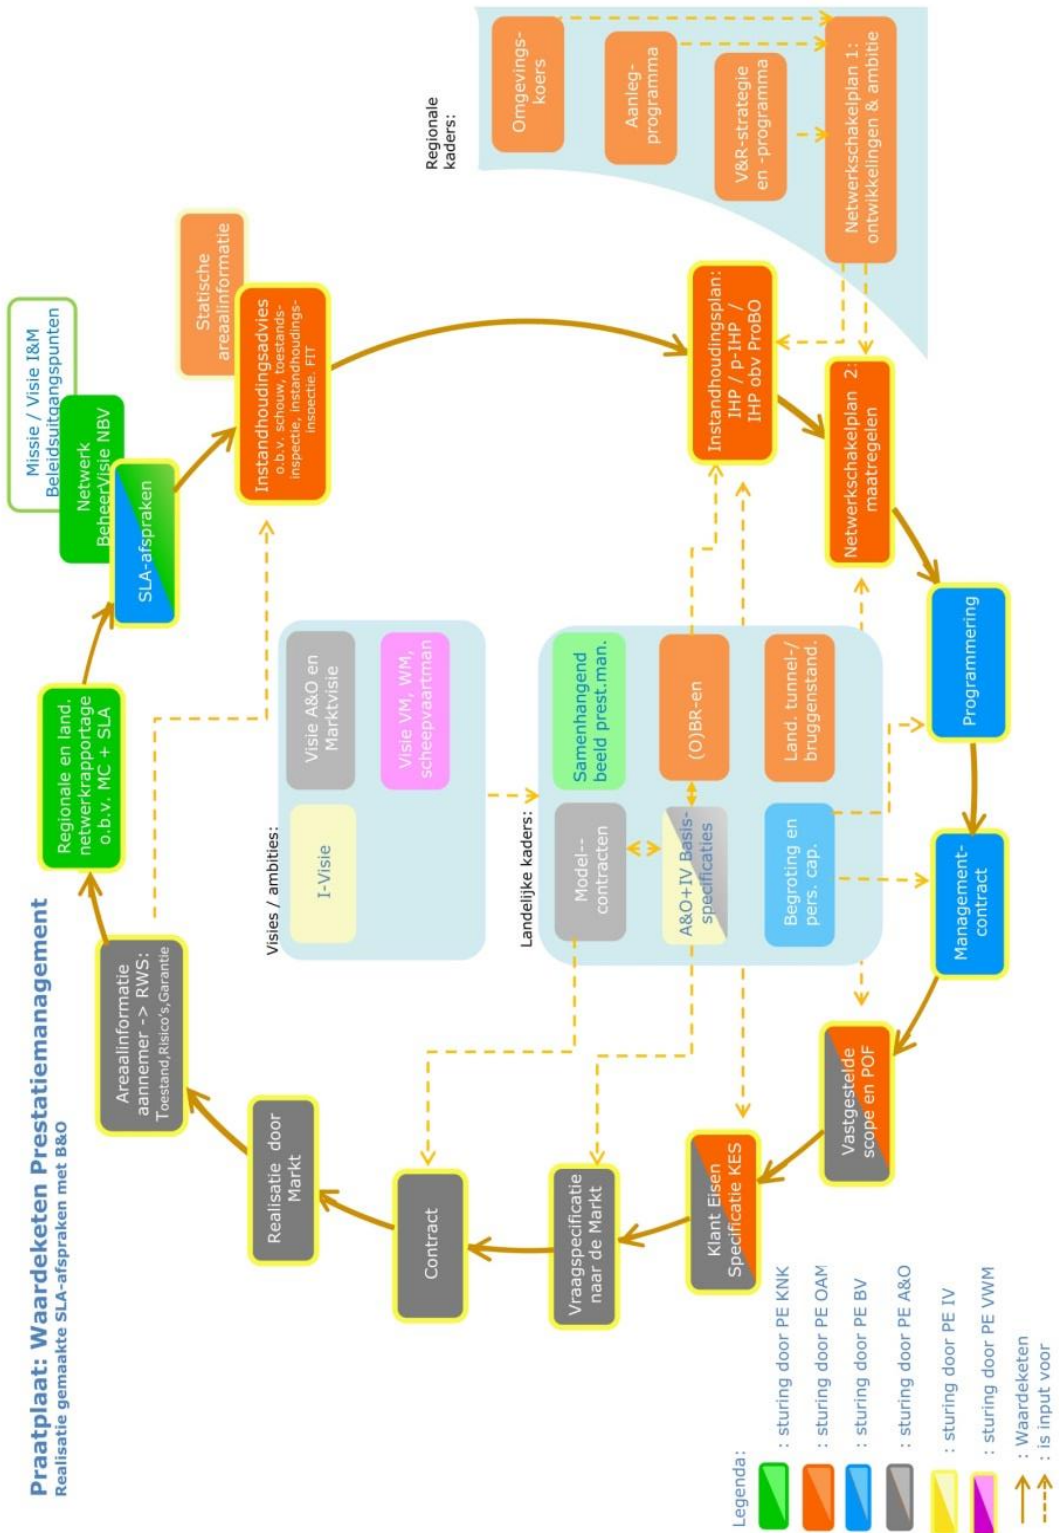 Praatplaat: Waardeketen Prestatiemanagement
Realisatie gemaakte SLA-afspraken met B&O
Missie / Visie I&M
Beleidsuitgangspunten
Netwerk
BeheerVisie NBV
SLA-afspraken
Regionale en land.
netwerkrapportage
o.b.v. MC + SLA
Statische
areaalinformatie
Instandhoudingsadvies
o.b.v. schouw, toestands-
inspectie, instandhoudings-
inspectie. FIT
Areaalinformatie
aannemer -> RWS:
Toestand,Risico's,Garantie
Realisatie door
Markt
Contract
Vraagspecificatie
naar de Markt
Klant Eisen
Specificatie KES
Vastgestelde
scope en POF
Management-
contract
Programmering
Netwerkschakelplan 2:
maatregelen
Instandhoudingsplan:
IHP / p-IHP /
IHP obv ProBO
Regionale
kaders:
Omgevings-
koers
Aanleg-
programma
V&R-strategie
en -programma
Netwerkschakelplan 1:
ontwikkelingen & ambitie
Visies / ambities:
I-Visie
Visie A&O en
Marktvisie
Visie VM, WM,
scheepvaartman
Landelijke kaders:
Model--
contracten
Samenhangend
beeld prest.man.
A&O+IV Basis-
specificaties
(O)BR-en
Begroting en
pers. cap.
Land. tunnel-/
bruggenstand.
Legenda:
: sturing door PE KNK
: sturing door PE OAM
: sturing door PE BV
: sturing door PE A&O
: sturing door PE IV
: sturing door PE VWM
: Waardeketen
: is input voor